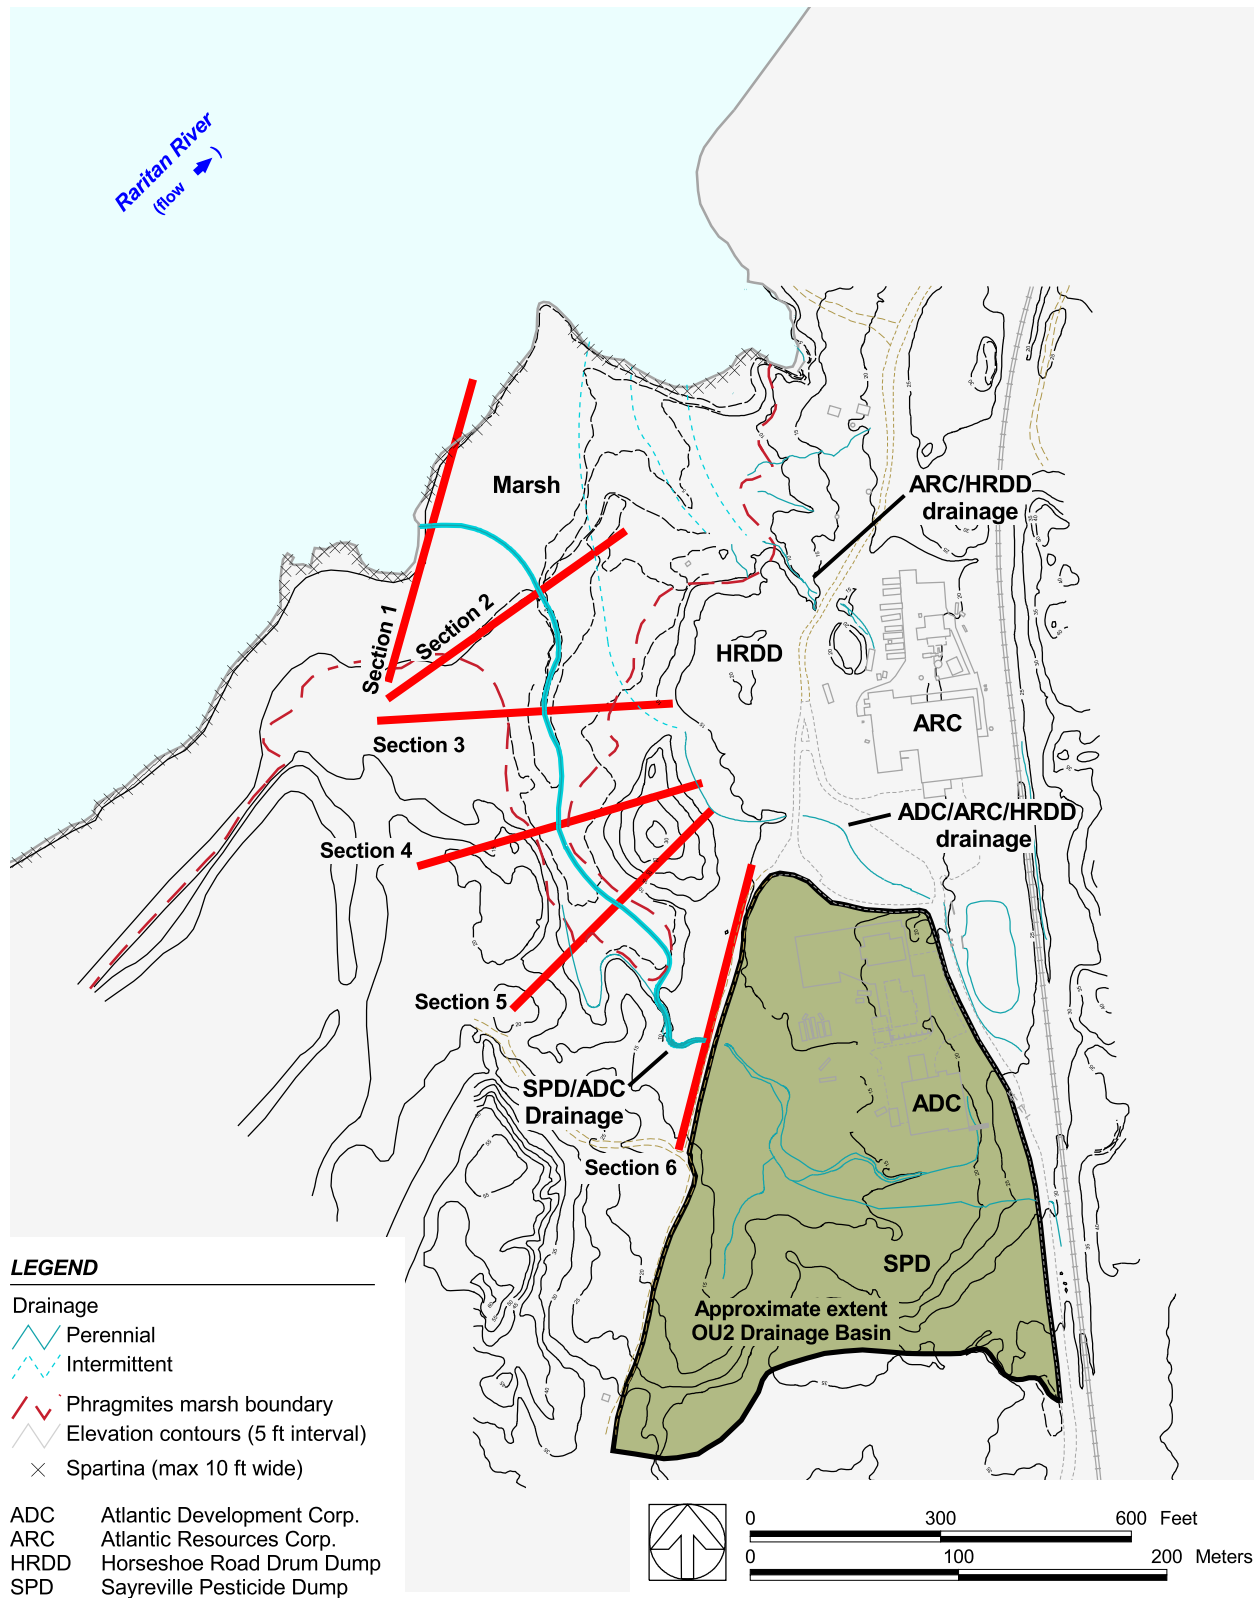 Raritan River
(flow )
Marsh
ARC/HRDD
drainage
Section 1
Section 2
HRDD
ARC
Section 3
ADC/ARC/HRDD
drainage
Section 4
Section 5
SPD/ADC
Drainage
ADC
Section 6
SPD
Approximate extent
OU2 Drainage Basin
LEGEND
Drainage
Perennial
Intermittent
Phragmites marsh boundary
Elevation contours (5 ft interval)
Spartina (max 10 ft wide)
ADC Atlantic Development Corp.
ARC Atlantic Resources Corp.
HRDD Horseshoe Road Drum Dump
SPD Sayreville Pesticide Dump
0 300 600 Feet
0 100 200 Meters